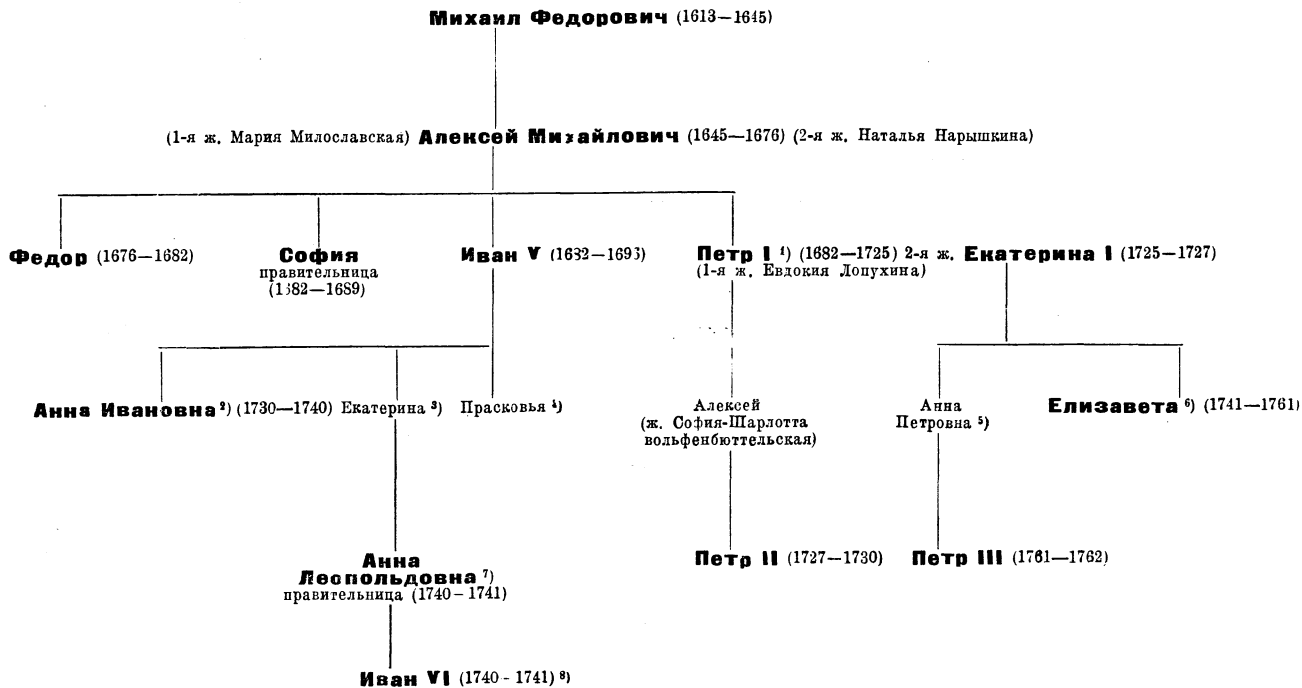 Михаил Федорович (1613—1645)
(1-я ж. Мария Милославская) Алексей Михайлович (1645—1676) (2-я ж. Наталья Нарышкина)
Федор (1676—1682)
София
правительница
(1682—1689)
Иван V (1682—1696)
Петр I ¹) (1682—1725) 2-я ж. Екатерина I (1725—1727)
(1-я ж. Евдокия Лопухина)
Анна Ивановна ²) (1730—1740)
Екатерина ³)
Прасковья ⁴)
Алексей
(ж. София-Шарлотта
вольфенбюттельская)
Анна
Петровна ⁵)
Елизавета ⁶) (1741—1761)
Анна
Леопольдовна ⁷)
правительница (1740–1741)
Петр II (1727—1730)
Петр III (1761—1762)
Иван VI (1740-1741) ⁸)